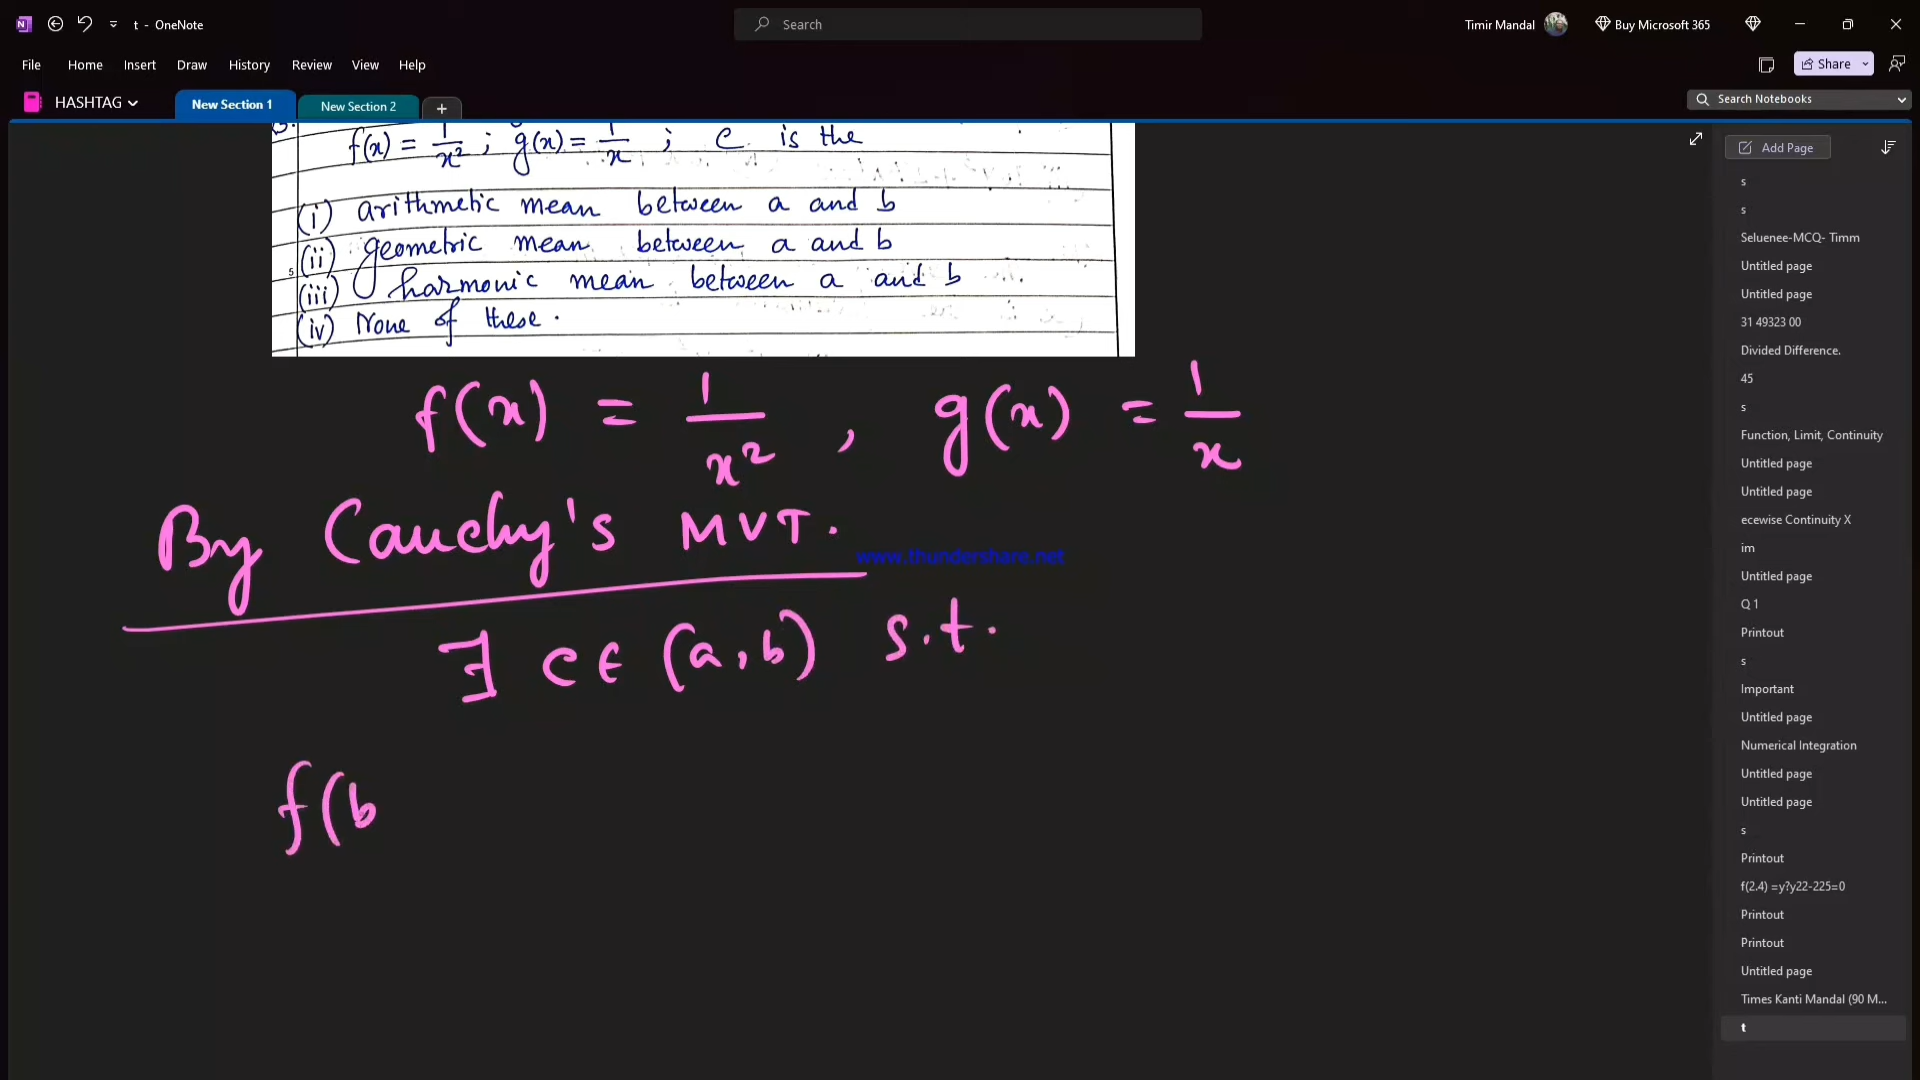 t - OneNote
Search
Timir Mandal
Buy Microsoft 365
File Home Insert Draw History Review View Help
Share
HASHTAG
New Section 1
New Section 2
+
Search Notebooks
f(x) = 1/x² ; g(x) = 1/x ; c is the
(i) arithmetic mean between a and b
(ii) geometric mean between a and b
5
(iii) harmonic mean between a and b
(iv) None of these.
f(x) = 1/x² , g(x) = 1/x
By Cauchy's MVT.
www.thundershare.net
∃ c ∈ (a, b) s.t.
f(b
Add Page
s
s
Seluenee-MCQ- Timm
Untitled page
Untitled page
31 49323 00
Divided Difference.
45
s
Function, Limit, Continuity
Untitled page
Untitled page
ecewise Continuity X
im
Untitled page
Q 1
Printout
s
Important
Untitled page
Numerical Integration
Untitled page
Untitled page
s
Printout
f(2.4) =y?y22-225=0
Printout
Printout
Untitled page
Times Kanti Mandal (90 M...
t